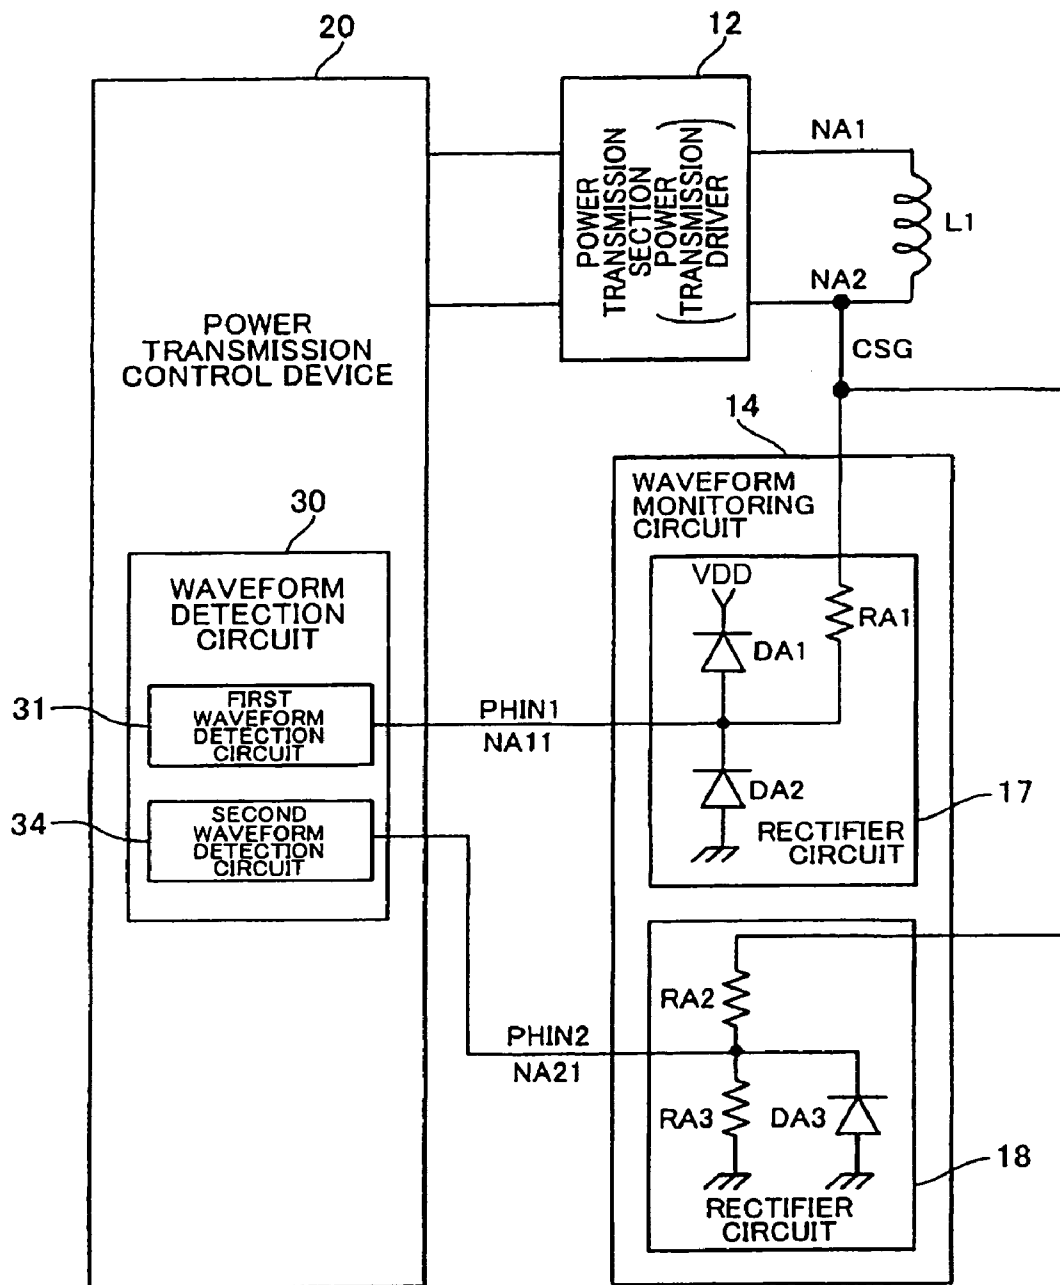 20
12
POWER
TRANSMISSION
SECTION
(POWER
TRANSMISSION
DRIVER)
NA1
L1
NA2
CSG
POWER
TRANSMISSION
CONTROL DEVICE
14
WAVEFORM
MONITORING
CIRCUIT
30
WAVEFORM
DETECTION
CIRCUIT
VDD
RA1
DA1
31
FIRST
WAVEFORM
DETECTION
CIRCUIT
PHIN1
NA11
DA2
17
RECTIFIER
CIRCUIT
34
SECOND
WAVEFORM
DETECTION
CIRCUIT
RA2
PHIN2
NA21
RA3
DA3
18
RECTIFIER
CIRCUIT